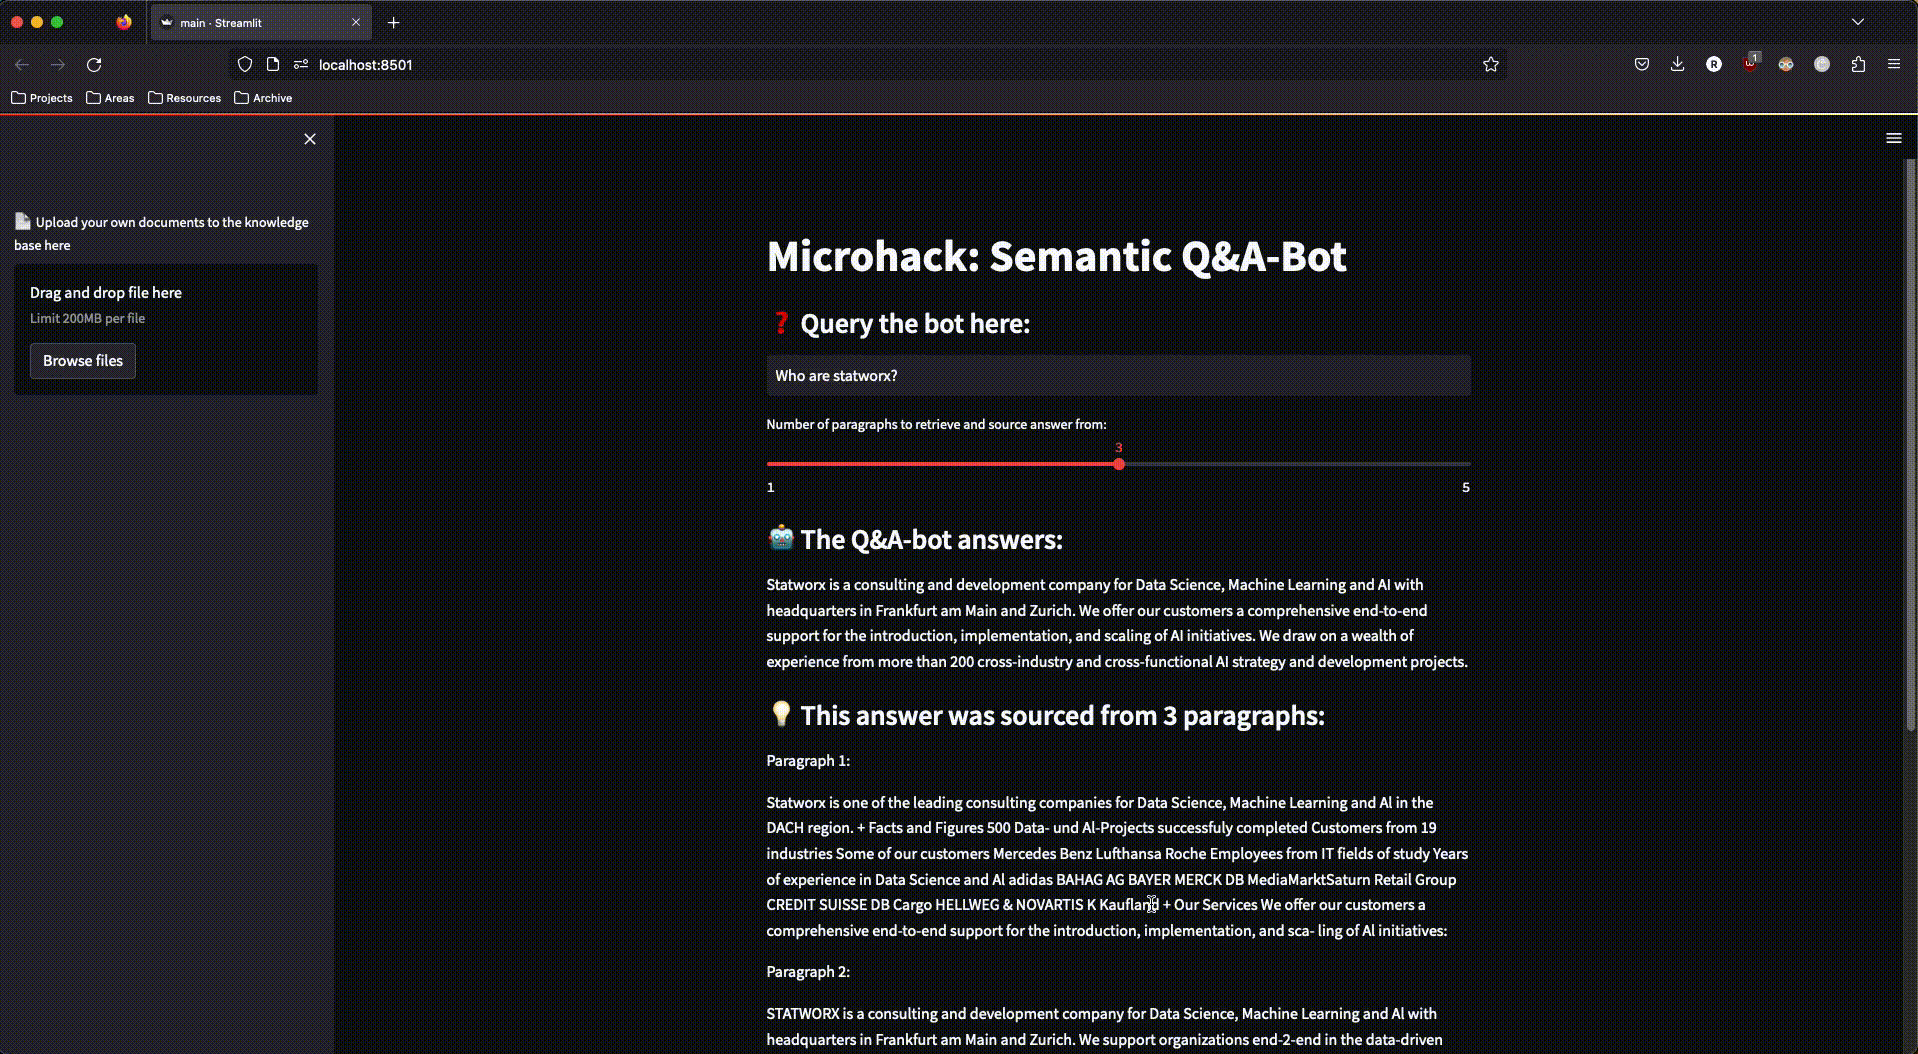 main · Streamlit
localhost:8501
R
1
Projects
Areas
Resources
Archive
Upload your own documents to the knowledge
base here
Drag and drop file here
Limit 200MB per file
Browse files
Microhack: Semantic Q&A-Bot
❓ Query the bot here:
Who are statworx?
Number of paragraphs to retrieve and source answer from:
3
1
5
The Q&A-bot answers:
Statworx is a consulting and development company for Data Science, Machine Learning and AI with
headquarters in Frankfurt am Main and Zurich. We offer our customers a comprehensive end-to-end
support for the introduction, implementation, and scaling of AI initiatives. We draw on a wealth of
experience from more than 200 cross-industry and cross-functional AI strategy and development projects.
This answer was sourced from 3 paragraphs:
Paragraph 1:
Statworx is one of the leading consulting companies for Data Science, Machine Learning and Al in the
DACH region. + Facts and Figures 500 Data- und Al-Projects successfuly completed Customers from 19
industries Some of our customers Mercedes Benz Lufthansa Roche Employees from IT fields of study Years
of experience in Data Science and Al adidas BAHAG AG BAYER MERCK DB MediaMarktSaturn Retail Group
CREDIT SUISSE DB Cargo HELLWEG & NOVARTIS K Kaufland + Our Services We offer our customers a
comprehensive end-to-end support for the introduction, implementation, and sca- ling of Al initiatives:
Paragraph 2:
STATWORX is a consulting and development company for Data Science, Machine Learning and Al with
headquarters in Frankfurt am Main and Zurich. We support organizations end-2-end in the data-driven